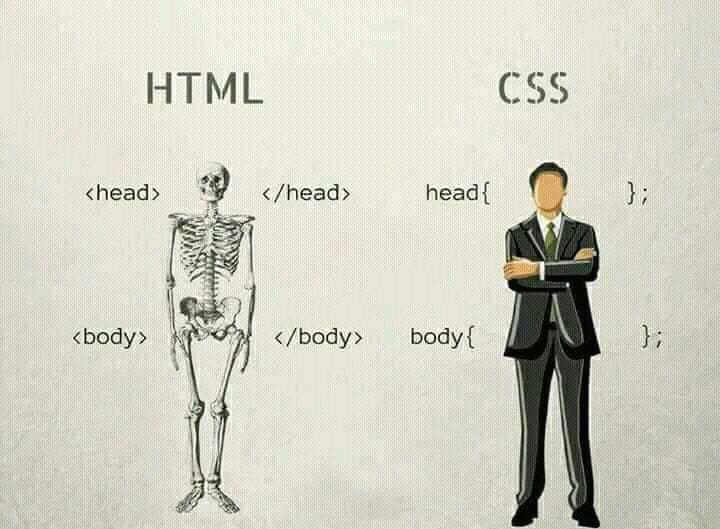 HTML
CSS
<head> </head>
head{ };
<body> </body>
body{ };